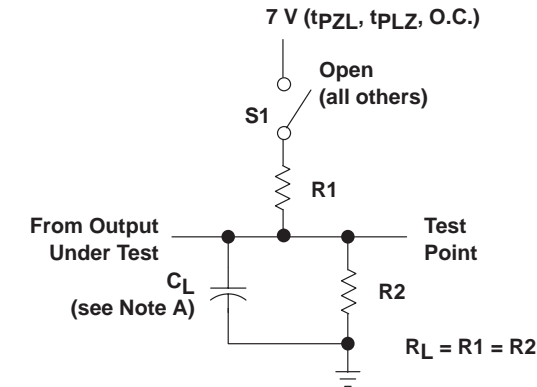 7 V (tPZL, tPLZ, O.C.)
Open
(all others)
S1
R1
From Output
Under Test
Test
Point
CL
(see Note A)
R2
RL = R1 = R2